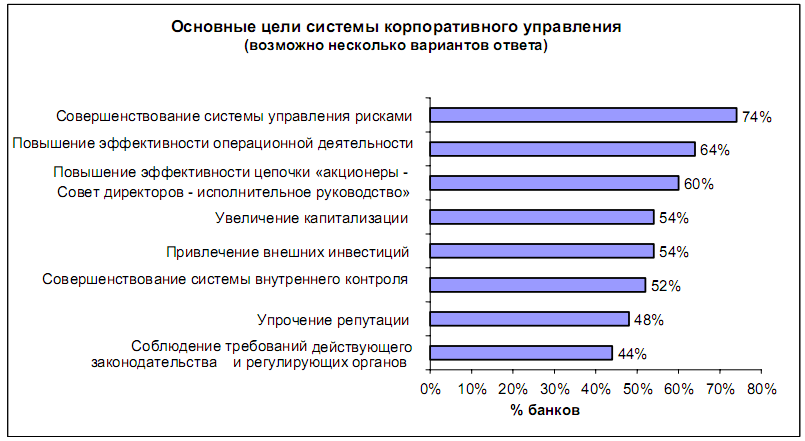 Основные цели системы корпоративного управления
(возможно несколько вариантов ответа)
Совершенствование системы управления рисками
74%
Повышение эффективности операционной деятельности
64%
Повышение эффективности цепочки «акционеры -
Совет директоров - исполнительное руководство»
60%
Увеличение капитализации
54%
Привлечение внешних инвестиций
54%
Совершенствование системы внутреннего контроля
52%
Упрочение репутации
48%
Соблюдение требований действующего
законодательства и регулирующих органов
44%
0% 10% 20% 30% 40% 50% 60% 70% 80%
% банков